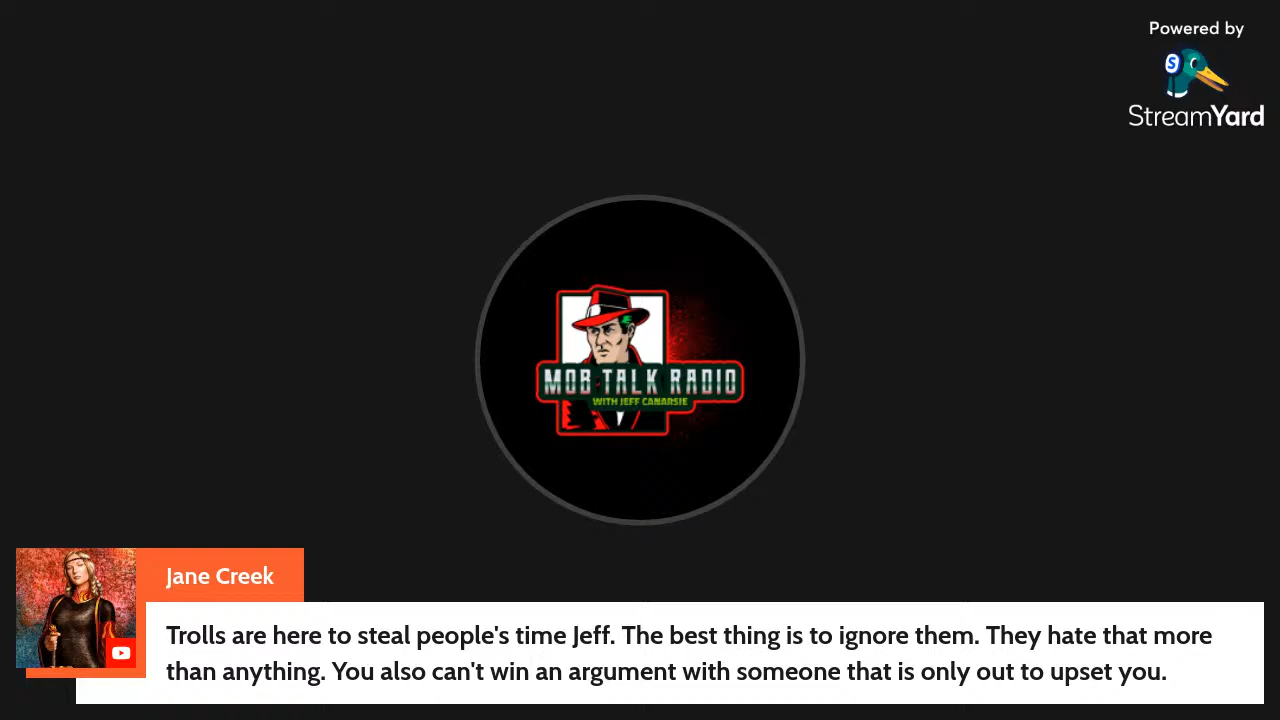 Powered by
S
StreamYard
MOB TALK RADIO
WITH JEFF CANARSIE
Jane Creek
Trolls are here to steal people's time Jeff. The best thing is to ignore them. They hate that more
than anything. You also can't win an argument with someone that is only out to upset you.